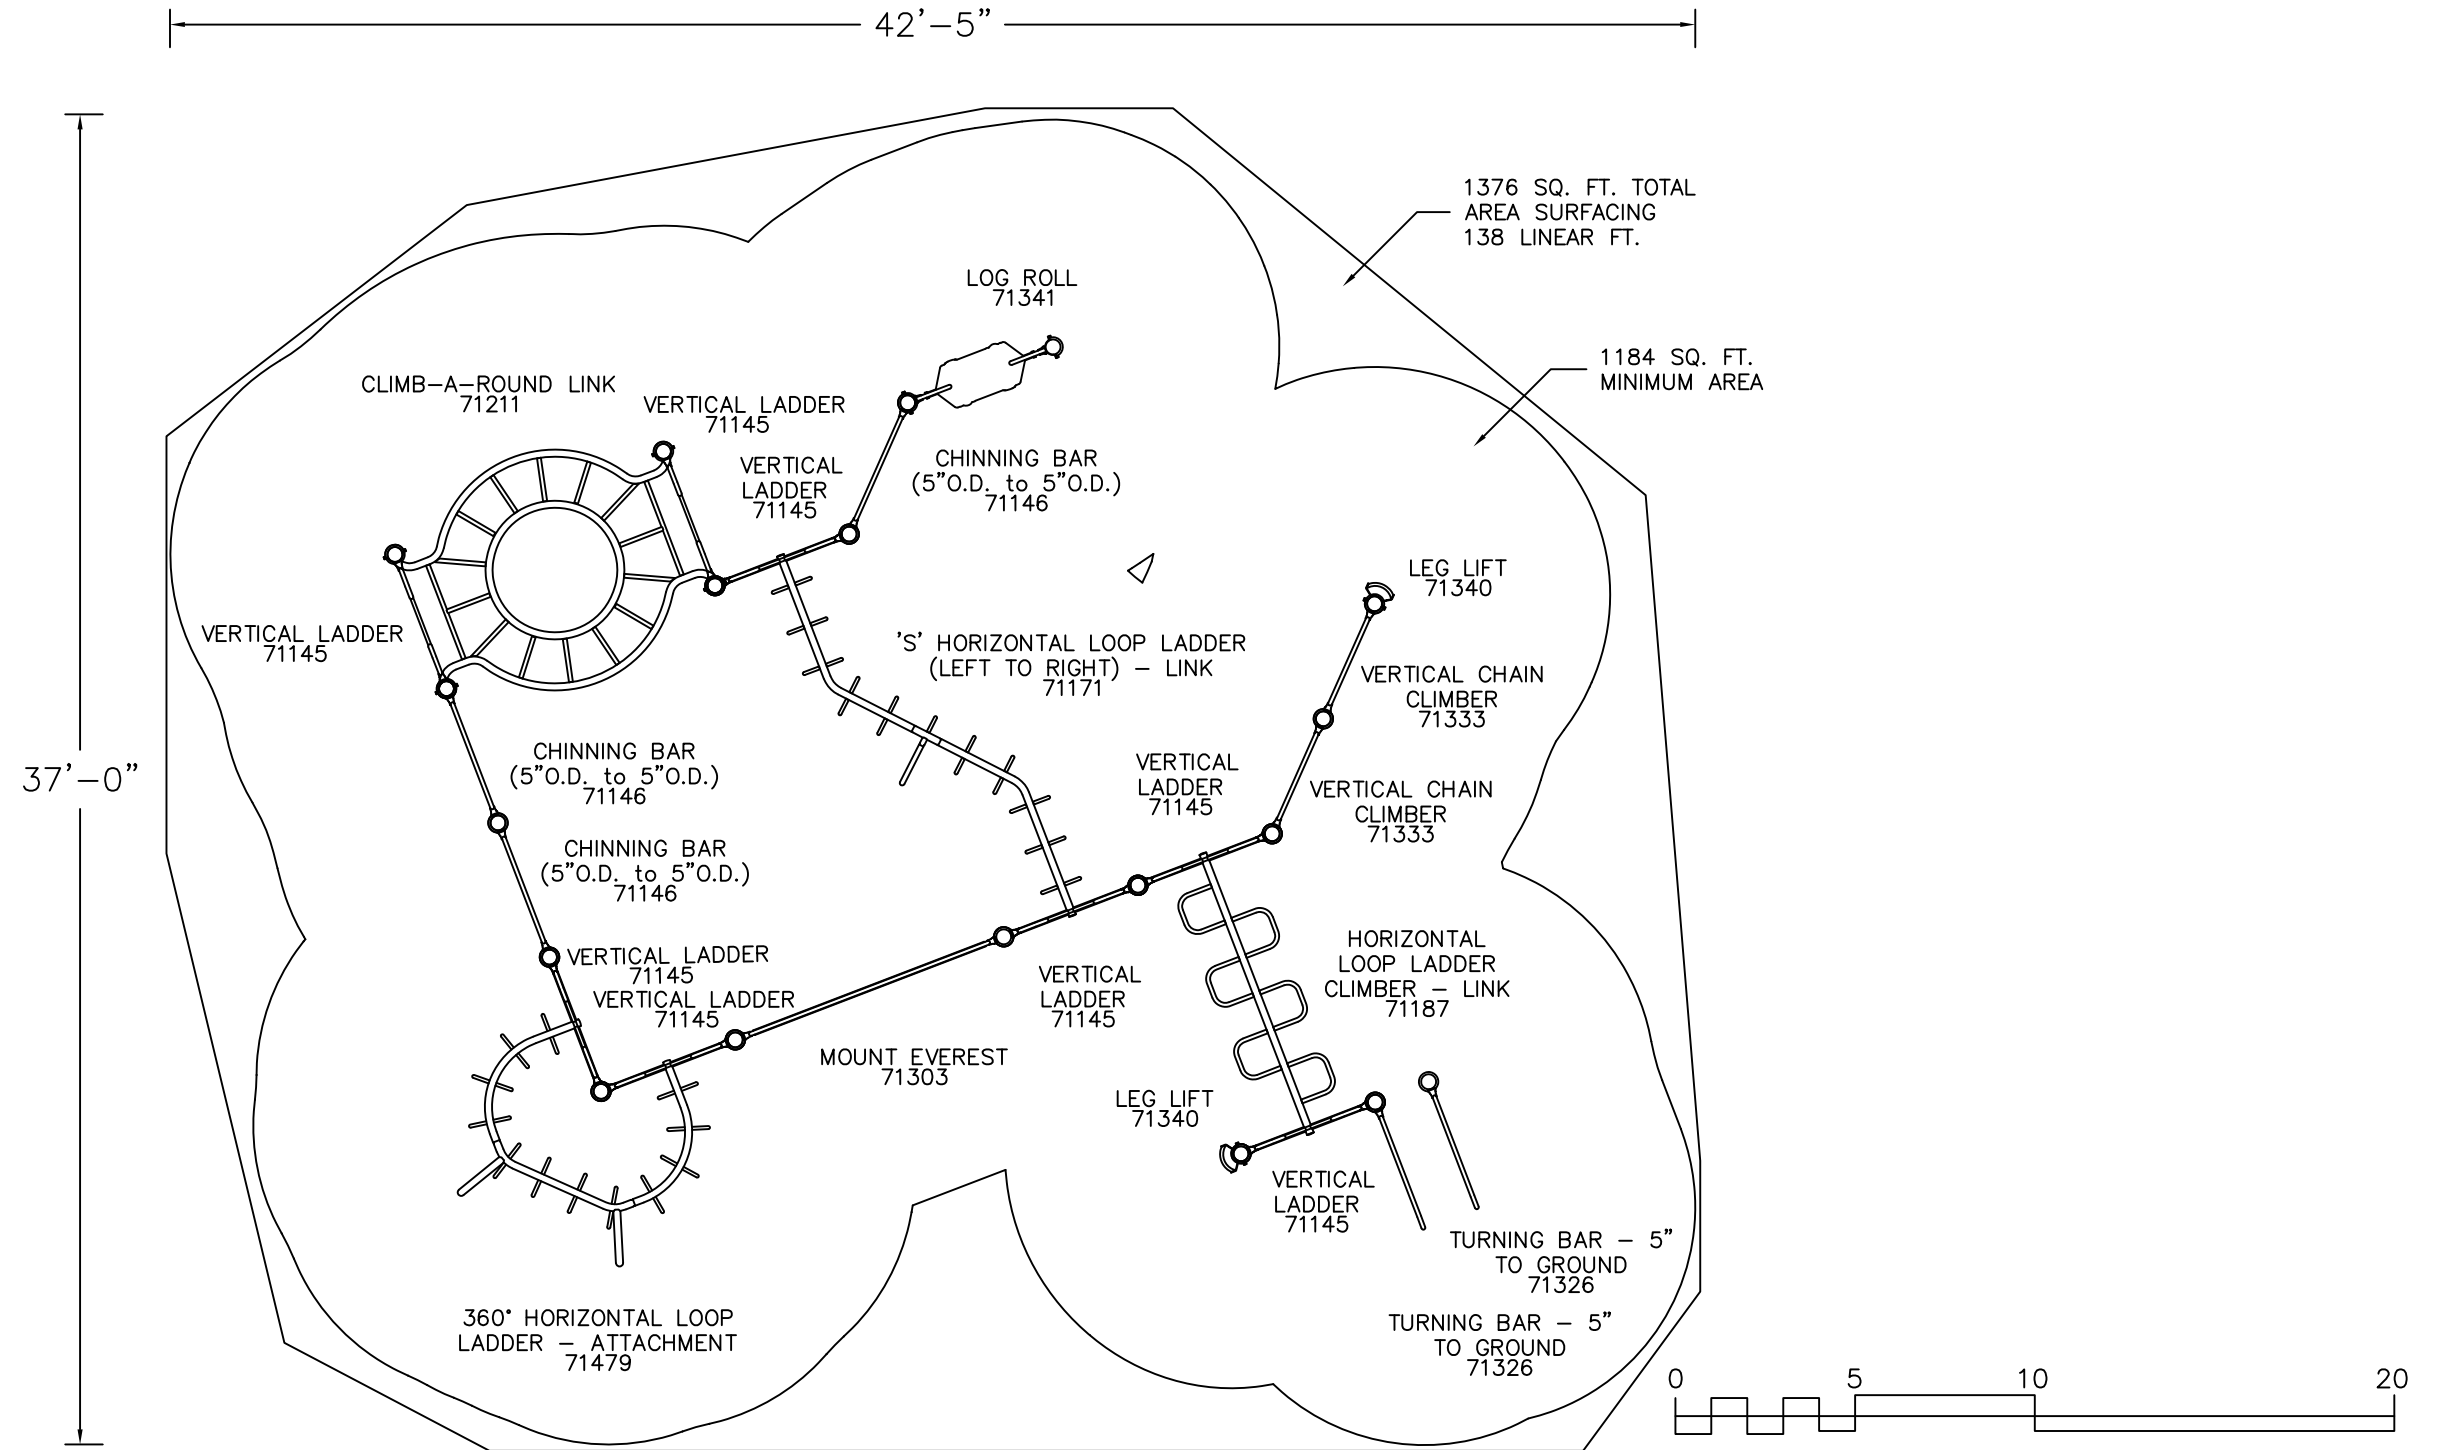 42'-5"
37'-0"
1376 SQ. FT. TOTAL
AREA SURFACING
138 LINEAR FT.
1184 SQ. FT.
MINIMUM AREA
LOG ROLL
71341
CLIMB-A-ROUND LINK
71211
VERTICAL LADDER
71145
VERTICAL
LADDER
71145
CHINNING BAR
(5"O.D. to 5"O.D.)
71146
LEG LIFT
71340
VERTICAL LADDER
71145
'S' HORIZONTAL LOOP LADDER
(LEFT TO RIGHT) - LINK
71171
VERTICAL CHAIN
CLIMBER
71333
CHINNING BAR
(5"O.D. to 5"O.D.)
71146
VERTICAL
LADDER
71145
VERTICAL CHAIN
CLIMBER
71333
CHINNING BAR
(5"O.D. to 5"O.D.)
71146
VERTICAL LADDER
71145
VERTICAL LADDER
71145
VERTICAL
LADDER
71145
HORIZONTAL
LOOP LADDER
CLIMBER - LINK
71187
MOUNT EVEREST
71303
LEG LIFT
71340
VERTICAL
LADDER
71145
TURNING BAR - 5"
TO GROUND
71326
TURNING BAR - 5"
TO GROUND
71326
360° HORIZONTAL LOOP
LADDER - ATTACHMENT
71479
0 5 10 20